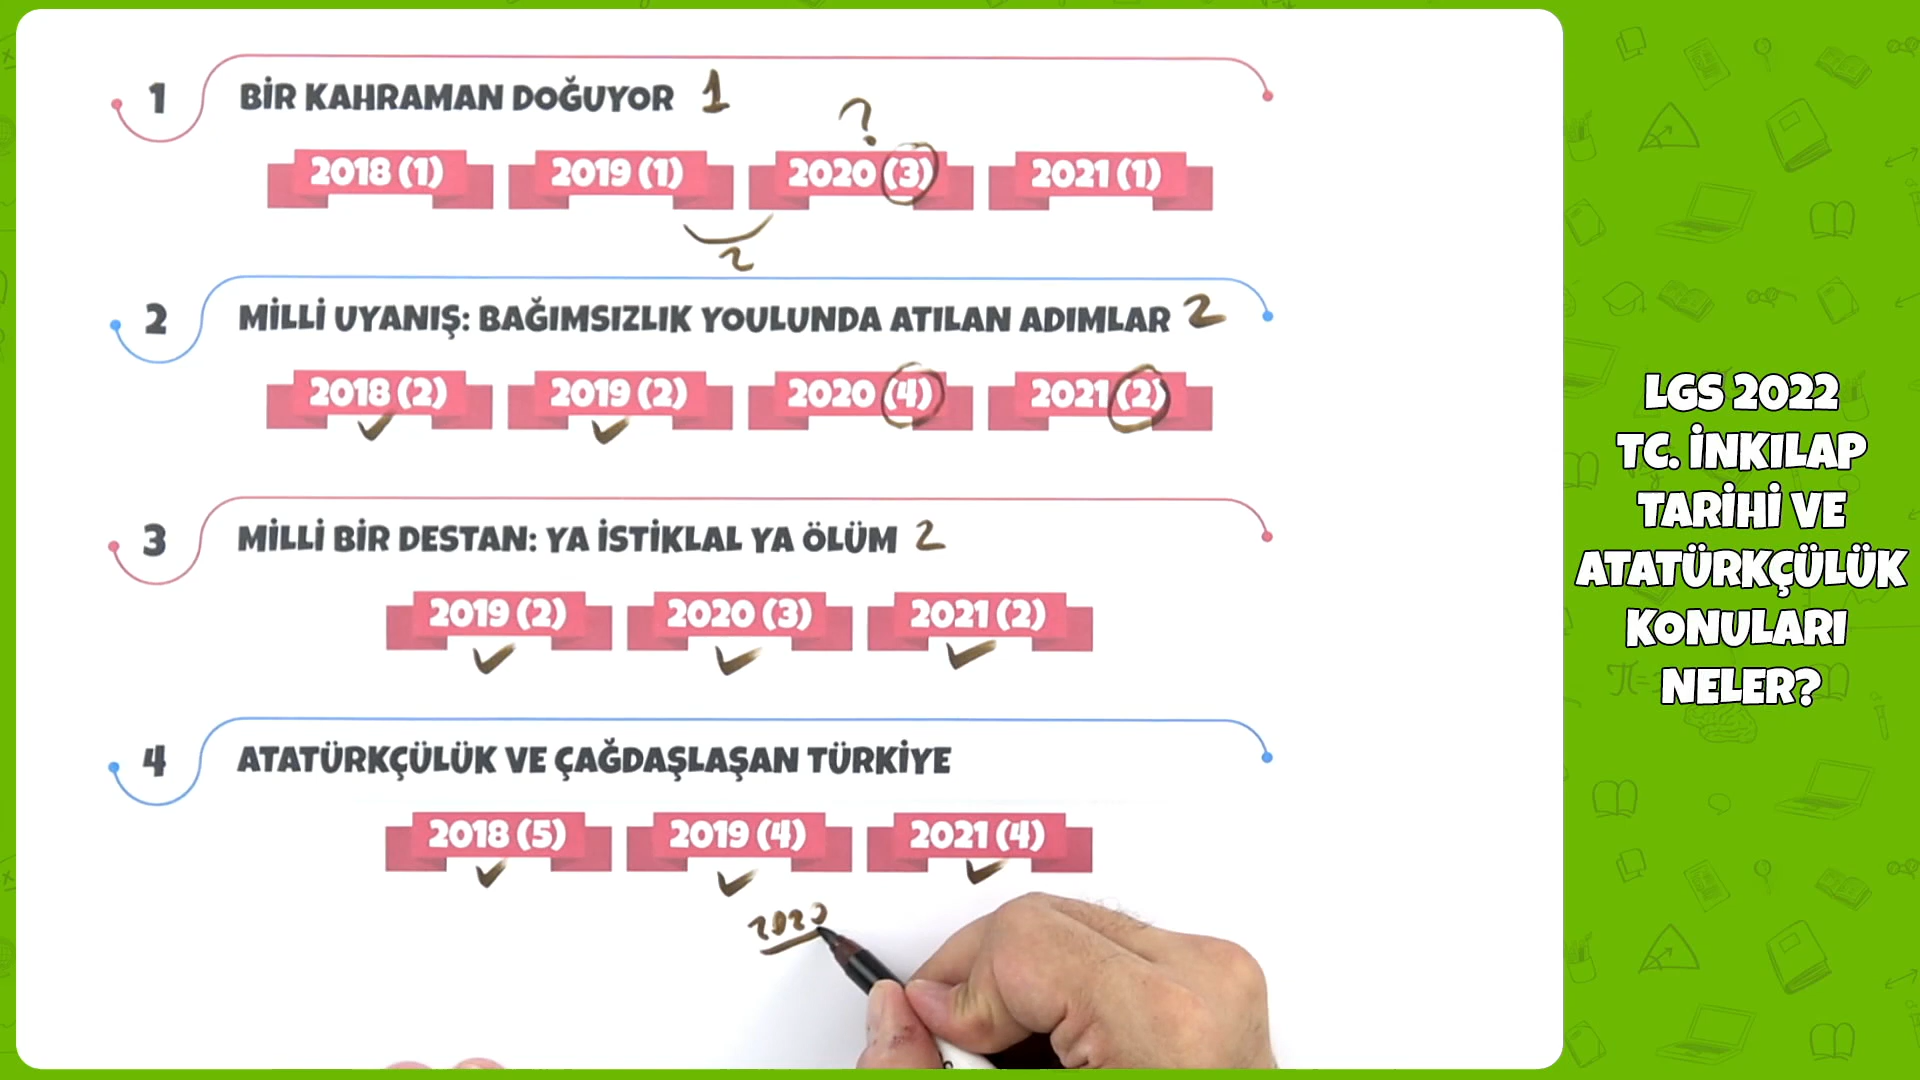 1 BİR KAHRAMAN DOĞUYOR 1
?
2018 (1) 2019 (1) 2020 (3) 2021 (1)
2
2 MİLLİ UYANIŞ: BAĞIMSIZLIK YOULUNDA ATILAN ADIMLAR 2
2018 (2) 2019 (2) 2020 (4) 2021 (2)
3 MİLLİ BİR DESTAN: YA İSTİKLAL YA ÖLÜM 2
2019 (2) 2020 (3) 2021 (2)
4 ATATÜRKÇÜLÜK VE ÇAĞDAŞLAŞAN TÜRKİYE
2018 (5) 2019 (4) 2021 (4)
2020
LGS 2022
TC. İNKILAP
TARİHİ VE
ATATÜRKÇÜLÜK
KONULARI
NELER?